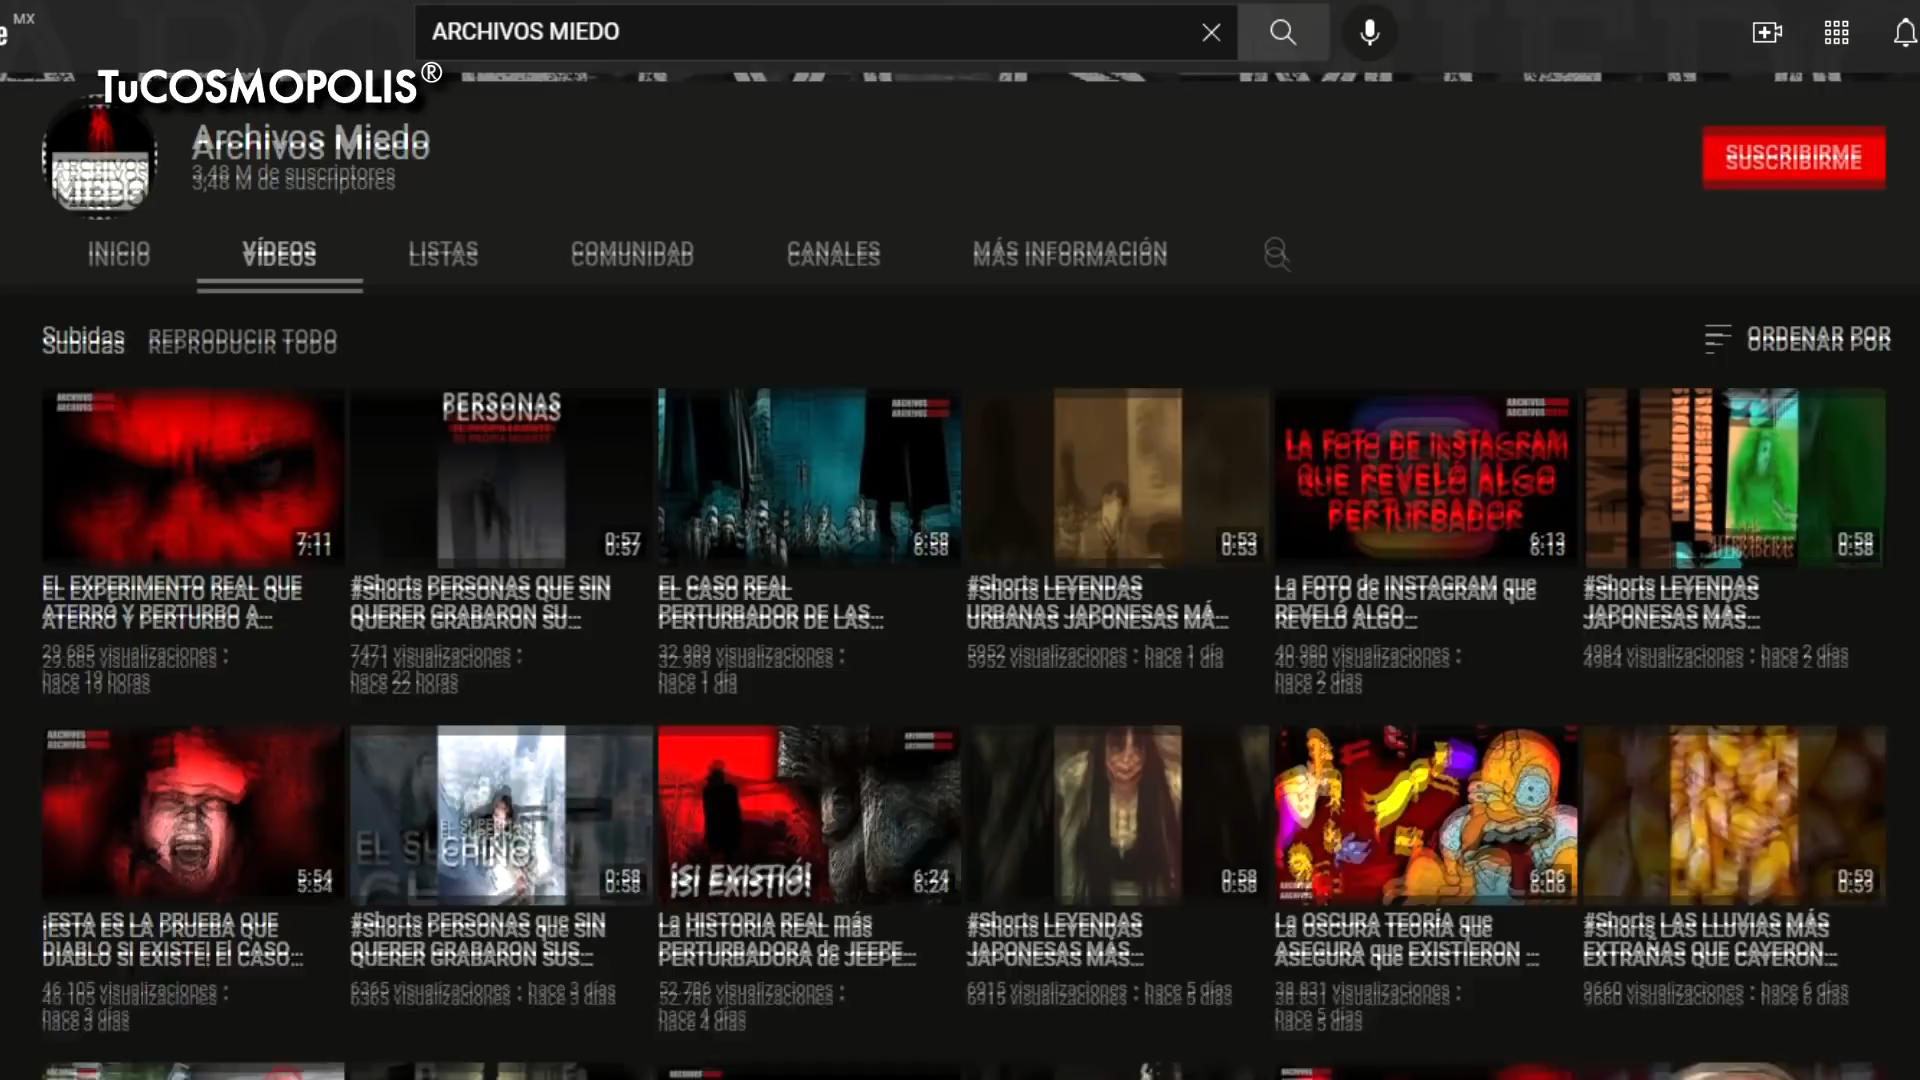 MX
e
ARCHIVOS MIEDO
TuCOSMOPOLIS®
ARCHIVOS
MIEDO
Archivos Miedo
3,48 M de suscriptores
SUSCRIBIRME
INICIO VÍDEOS LISTAS COMUNIDAD CANALES MÁS INFORMACIÓN
Subidas REPRODUCIR TODO
ORDENAR POR
PERSONAS
LA FOTO DE INSTAGRAM
QUE REVELÓ ALGO
PERTURBADOR
7:11
0:57
6:58
0:53
6:13
0:58
EL EXPERIMENTO REAL QUE
ATERRÓ Y PERTURBO A...
29.685 visualizaciones •
hace 19 horas
#Shorts PERSONAS QUE SIN
QUERER GRABARON SU...
7471 visualizaciones •
hace 22 horas
EL CASO REAL
PERTURBADOR DE LAS...
32.989 visualizaciones •
hace 1 día
#Shorts LEYENDAS
URBANAS JAPONESAS MÁ...
5952 visualizaciones • hace 1 día
La FOTO de INSTAGRAM que
REVELÓ ALGO...
40.980 visualizaciones •
hace 2 días
#Shorts LEYENDAS
JAPONESAS MÁS...
4984 visualizaciones • hace 2 días
EL SUPERMAN
CHINO
¡SI EXISTIÓ!
5:54
0:58
6:24
0:58
6:06
0:59
¡ESTA ES LA PRUEBA QUE
DIABLO SI EXISTE! El CASO...
46.105 visualizaciones •
hace 3 días
#Shorts PERSONAS que SIN
QUERER GRABARON SUS...
6365 visualizaciones • hace 3 días
La HISTORIA REAL más
PERTURBADORA de JEEPE...
52.786 visualizaciones •
hace 4 días
#Shorts LEYENDAS
JAPONESAS MÁS...
6915 visualizaciones • hace 5 días
La OSCURA TEORÍA que
ASEGURA que EXISTIERON ...
38.831 visualizaciones •
hace 5 días
#Shorts LAS LLUVIAS MÁS
EXTRAÑAS QUE CAYERON...
9660 visualizaciones • hace 6 días